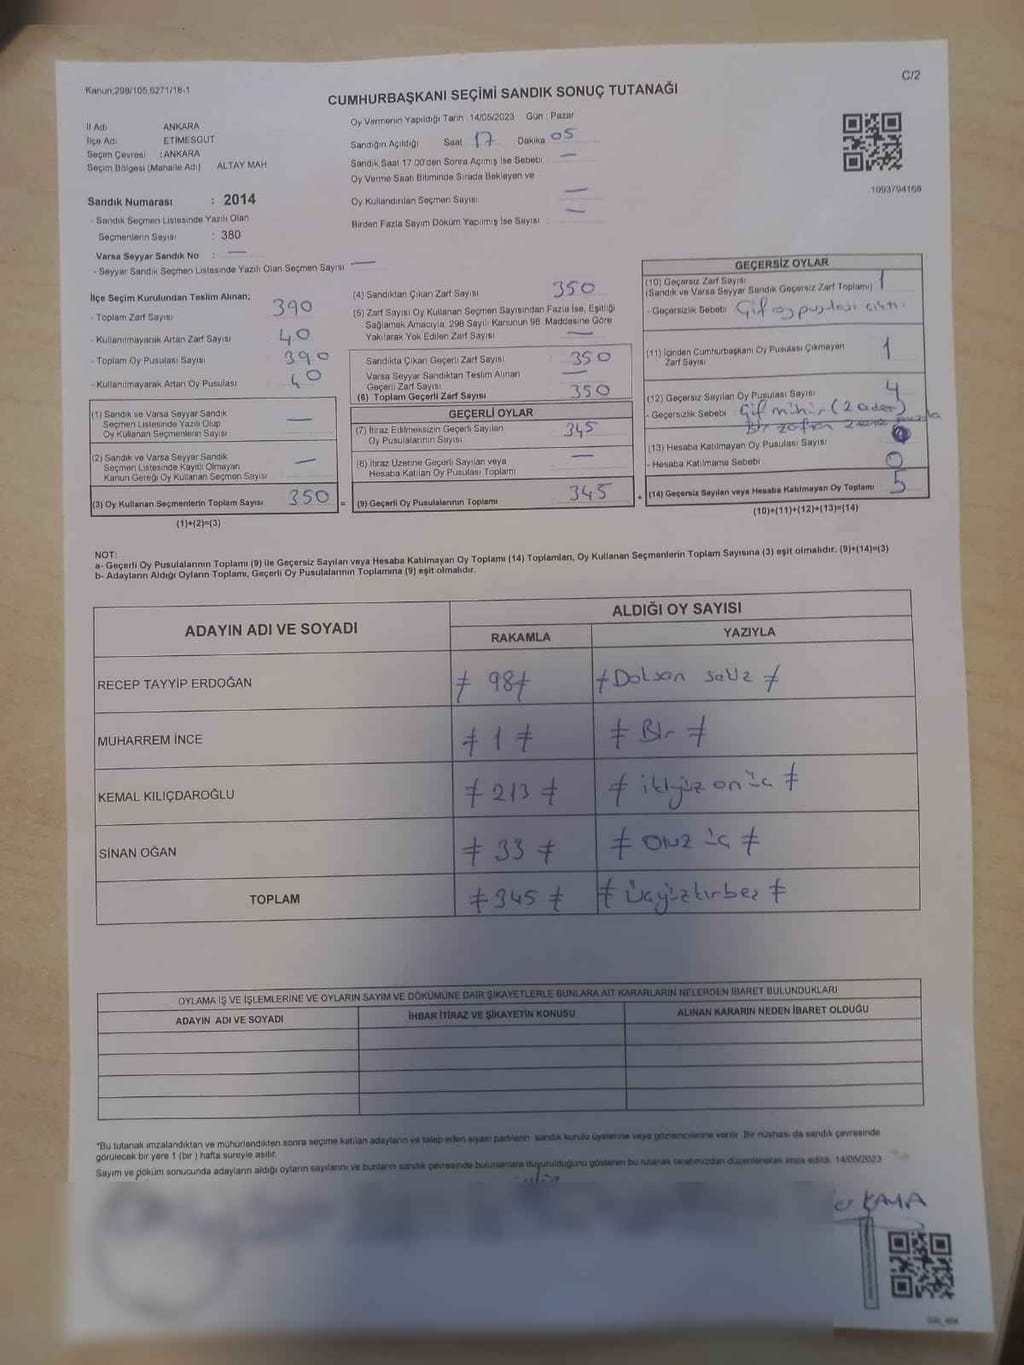 Kanun:298/105,6271/18-1
C/2
CUMHURBAŞKANI SEÇİMİ SANDIK SONUÇ TUTANAĞI
İl Adı ANKARA
İlçe Adı ETİMESGUT
Seçim Çevresi : ANKARA
Seçim Bölgesi (Mahalle Adı) ALTAY MAH
Oy Vermenin Yapıldığı Tarih 14/05/2023 Gün : Pazar
Sandığın Açıldığı Saat 17 Dakika 05
Sandık Saat 17.00'den Sonra Açılmış İse Sebebi —
Oy Verme Saati Bitiminde Sırada Bekleyen ve
Oy Kullandırılan Seçmen Sayısı —
Birden Fazla Sayım Döküm Yapılmış İse Sayısı —
1093794168
Sandık Numarası : 2014
- Sandık Seçmen Listesinde Yazılı Olan
Seçmenlerin Sayısı : 380
Varsa Seyyar Sandık No : —
- Seyyar Sandık Seçmen Listesinde Yazılı Olan Seçmen Sayısı —
İlçe Seçim Kurulundan Teslim Alınan;
- Toplam Zarf Sayısı 390
- Kullanılmayarak Artan Zarf Sayısı 40
- Toplam Oy Pusulası Sayısı 390
- Kullanılmayarak Artan Oy Pusulası 40
(1) Sandık ve Varsa Seyyar Sandık
Seçmen Listesinde Yazılı Olup
Oy Kullanan Seçmenlerin Sayısı —
(2) Sandık ve Varsa Seyyar Sandık
Seçmen Listesinde Kayıtlı Olmayan
Kanun Gereği Oy Kullanan Seçmen Sayısı —
(3) Oy Kullanan Seçmenlerin Toplam Sayısı 350 =
(1)+(2)=(3)
(4) Sandıktan Çıkan Zarf Sayısı 350
(5) Zarf Sayısı Oy Kullanan Seçmen Sayısından Fazla İse, Eşitliği
Sağlamak Amacıyla, 298 Sayılı Kanunun 98. Maddesine Göre
Yakılarak Yok Edilen Zarf Sayısı —
Sandıkta Çıkan Geçerli Zarf Sayısı 350
Varsa Seyyar Sandıktan Teslim Alınan
Geçerli Zarf Sayısı —
(6) Toplam Geçerli Zarf Sayısı 350
GEÇERLİ OYLAR
(7) İtiraz Edilmeksizin Geçerli Sayılan
Oy Pusulalarının Sayısı 345
(8) İtiraz Üzerine Geçerli Sayılan veya
Hesaba Katılan Oy Pusulası Toplamı —
(9) Geçerli Oy Pusulalarının Toplamı 345 +
GEÇERSİZ OYLAR
(10) Geçersiz Zarf Sayısı
(Sandık ve Varsa Seyyar Sandık Geçersiz Zarf Toplamı) 1
- Geçersizlik Sebebi Çift oy pusulası çıktı.
(11) İçinden Cumhurbaşkanı Oy Pusulası Çıkmayan
Zarf Sayısı 1
(12) Geçersiz Sayılan Oy Pusulası Sayısı 4
- Geçersizlik Sebebi Çift mühür (2 adet)
Bir zarftan
(13) Hesaba Katılmayan Oy Pusulası Sayısı
- Hesaba Katılmama Sebebi 0
(14) Geçersiz Sayılan veya Hesaba Katılmayan Oy Toplamı 5
(10)+(11)+(12)+(13)=(14)
NOT:
a- Geçerli Oy Pusulalarının Toplamı (9) ile Geçersiz Sayılan veya Hesaba Katılmayan Oy Toplamı (14) Toplamları, Oy Kullanan Seçmenlerin Toplam Sayısına (3) eşit olmalıdır. (9)+(14)=(3)
b- Adayların Aldığı Oyların Toplamı, Geçerli Oy Pusulalarının Toplamına (9) eşit olmalıdır.
ADAYIN ADI VE SOYADI
ALDIĞI OY SAYISI
RAKAMLA YAZIYLA
RECEP TAYYİP ERDOĞAN ≠ 98 ≠ ≠ Doksan sekiz ≠
MUHARREM İNCE ≠ 1 ≠ ≠ Bir ≠
KEMAL KILIÇDAROĞLU ≠ 213 ≠ ≠ ikiyüz onüç ≠
SİNAN OĞAN ≠ 33 ≠ ≠ Otuz üç ≠
TOPLAM ≠ 345 ≠ ≠ Üçyüzkırkbeş ≠
OYLAMA İŞ VE İŞLEMLERİNE VE OYLARIN SAYIM VE DÖKÜMÜNE DAİR ŞİKAYETLERLE BUNLARA AİT KARARLARIN NELERDEN İBARET BULUNDUKLARI
ADAYIN ADI VE SOYADI İHBAR İTİRAZ VE ŞİKAYETİN KONUSU ALINAN KARARIN NEDEN İBARET OLDUĞU
*Bu tutanak imzalandıktan ve mühürlendikten sonra seçime katılan adayların ve talep eden siyasi partilerin sandık kurulu üyelerine veya gözlemcilerine verilir. Bir nüshası da sandık çevresinde
görülecek bir yere 1 (bir) hafta süreyle asılır.
Sayım ve döküm sonucunda adayların aldığı oyların sayılarını ve bunların sandık çevresinde bulunanlara duyurulduğunu gösteren bu tutanak tarafımızdan düzenlenerek imza edildi. 14/05/2023
KAYA